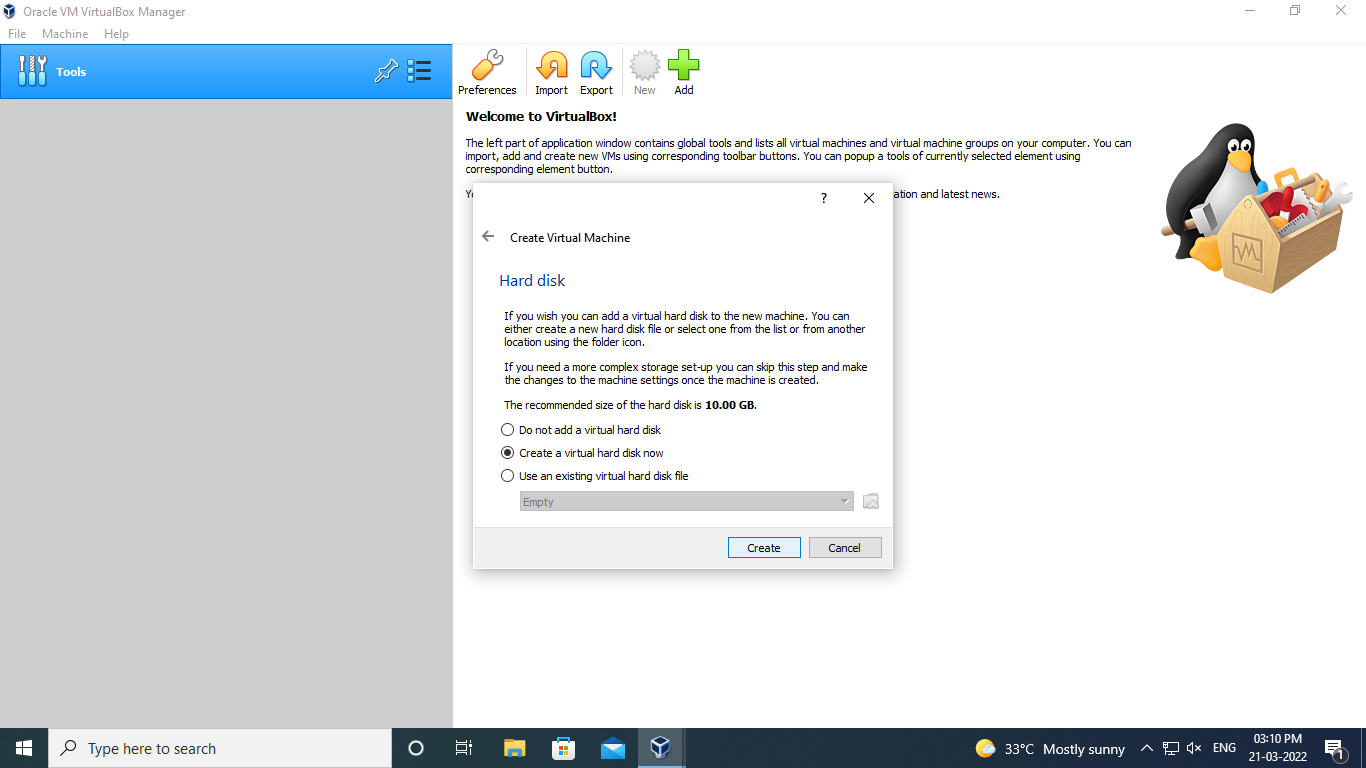 Oracle VM VirtualBox Manager
File Machine Help
Tools
Preferences Import Export New Add
Welcome to VirtualBox!
The left part of application window contains global tools and lists all virtual machines and virtual machine groups on your computer. You can
import, add and create new VMs using corresponding toolbar buttons. You can popup a tools of currently selected element using
corresponding element button.
and latest news.
?
Create Virtual Machine
Hard disk
If you wish you can add a virtual hard disk to the new machine. You can
either create a new hard disk file or select one from the list or from another
location using the folder icon.
If you need a more complex storage set-up you can skip this step and make
the changes to the machine settings once the machine is created.
The recommended size of the hard disk is 10.00 GB.
Do not add a virtual hard disk
Create a virtual hard disk now
Use an existing virtual hard disk file
Empty
Create Cancel
Type here to search
33°C Mostly sunny
ENG
03:10 PM
21-03-2022
1